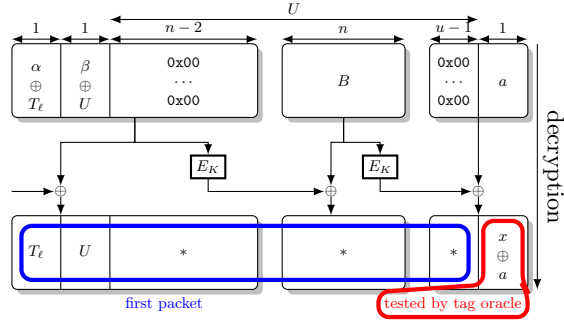 U
1 1 n − 2 n u − 1 1
α ⊕ Tℓ
β ⊕ U
0x00 ⋯ 0x00
B
0x00 ⋯ 0x00
a
E_K E_K
⊕ ⊕ ⊕
Tℓ U * * * x ⊕ a
first packet
tested by tag oracle
decryption